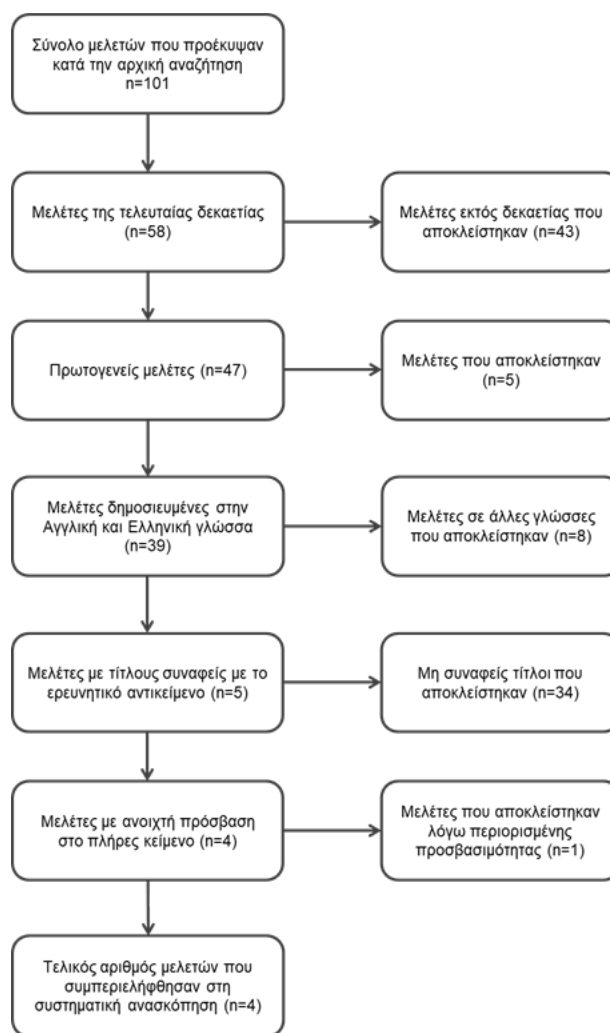 Σύνολο μελετών που προέκυψαν
κατά την αρχική αναζήτηση
n=101
Μελέτες της τελευταίας δεκαετίας
(n=58)
Μελέτες εκτός δεκαετίας που
αποκλείστηκαν (n=43)
Πρωτογενείς μελέτες (n=47)
Μελέτες που αποκλείστηκαν
(n=5)
Μελέτες δημοσιευμένες στην
Αγγλική και Ελληνική γλώσσα
(n=39)
Μελέτες σε άλλες γλώσσες
που αποκλείστηκαν (n=8)
Μελέτες με τίτλους συναφείς με το
ερευνητικό αντικείμενο (n=5)
Μη συναφείς τίτλοι που
αποκλείστηκαν (n=34)
Μελέτες με ανοιχτή πρόσβαση
στο πλήρες κείμενο (n=4)
Μελέτες που αποκλείστηκαν
λόγω περιορισμένης
προσβασιμότητας (n=1)
Τελικός αριθμός μελετών που
συμπεριελήφθησαν στη
συστηματική ανασκόπηση (n=4)